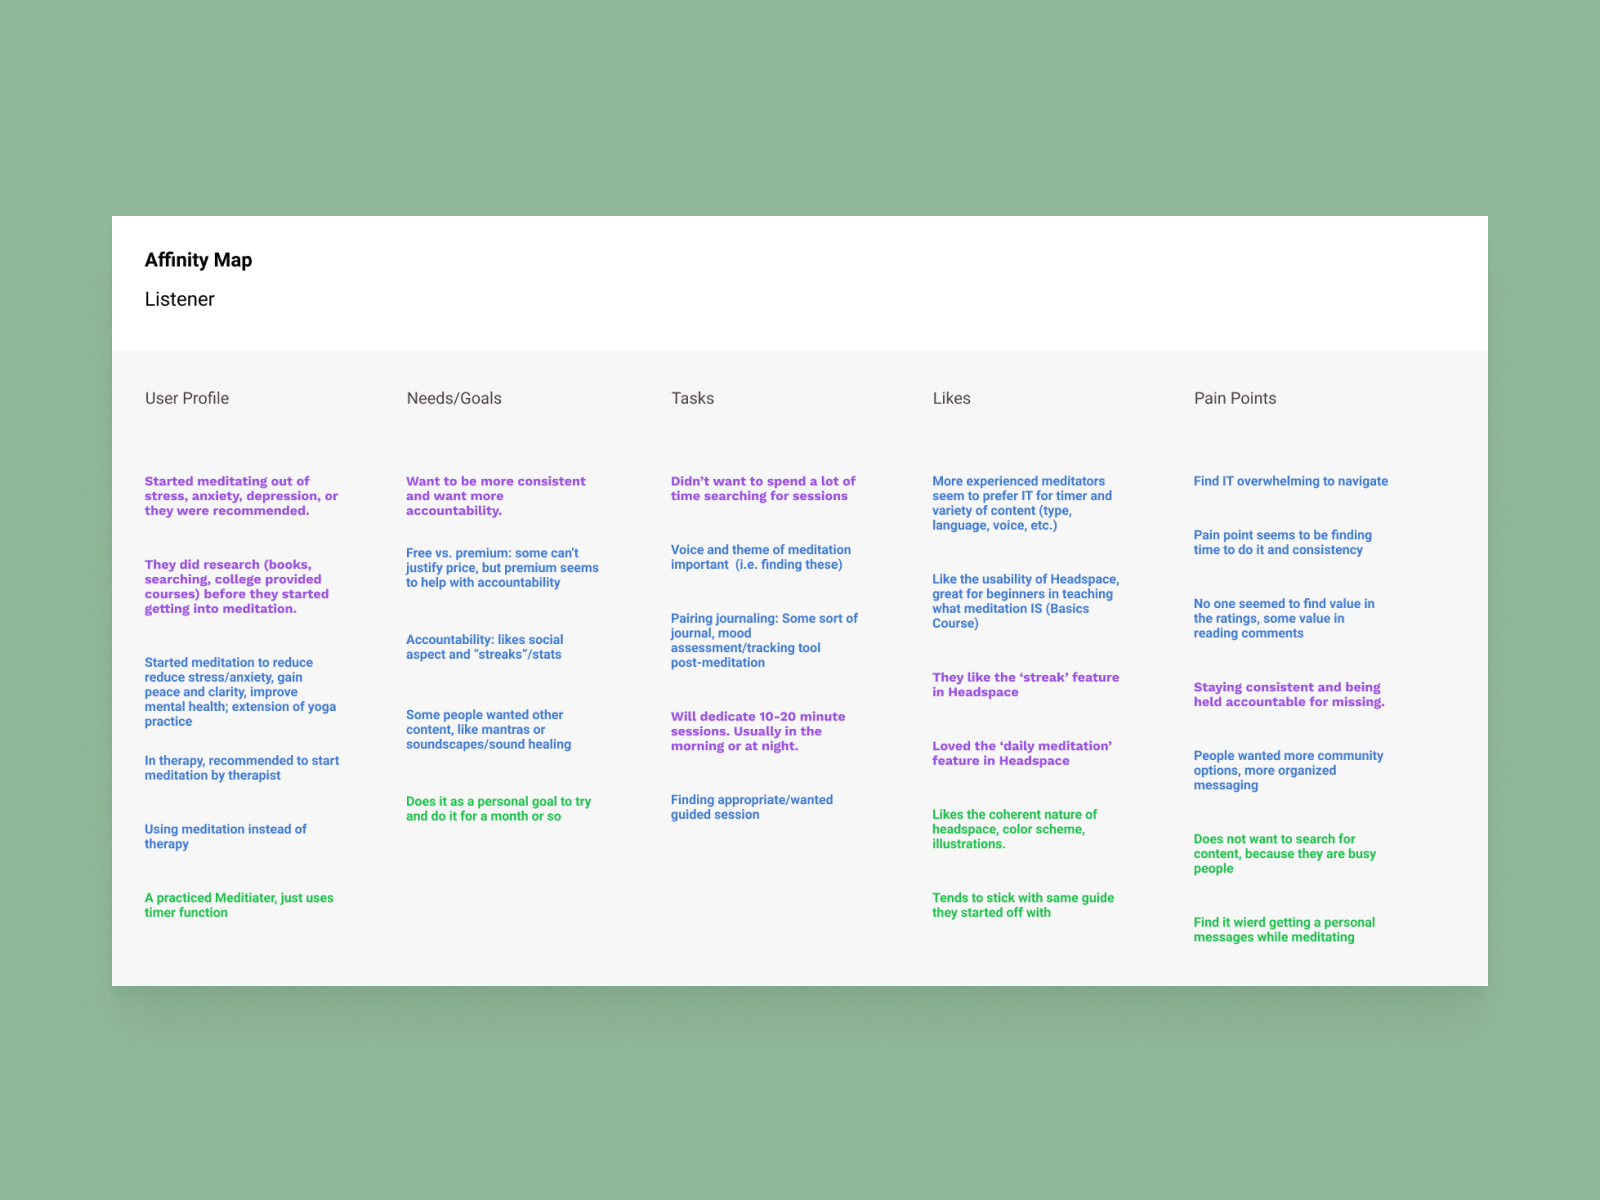 Affinity Map
Listener
User Profile
Started meditating out of
stress, anxiety, depression, or
they were recommended.
They did research (books,
searching, college provided
courses) before they started
getting into meditation.
Started meditation to reduce
reduce stress/anxiety, gain
peace and clarity, improve
mental health; extension of yoga
practice
In therapy, recommended to start
meditation by therapist
Using meditation instead of
therapy
A practiced Meditiater, just uses
timer function
Needs/Goals
Want to be more consistent
and want more
accountability.
Free vs. premium: some can’t
justify price, but premium seems
to help with accountability
Accountability: likes social
aspect and “streaks”/stats
Some people wanted other
content, like mantras or
soundscapes/sound healing
Does it as a personal goal to try
and do it for a month or so
Tasks
Didn’t want to spend a lot of
time searching for sessions
Voice and theme of meditation
important  (i.e. finding these)
Pairing journaling: Some sort of
journal, mood
assessment/tracking tool
post-meditation
Will dedicate 10-20 minute
sessions. Usually in the
morning or at night.
Finding appropriate/wanted
guided session
Likes
More experienced meditators
seem to prefer IT for timer and
variety of content (type,
language, voice, etc.)
Like the usability of Headspace,
great for beginners in teaching
what meditation IS (Basics
Course)
They like the ‘streak’ feature
in Headspace
Loved the ‘daily meditation’
feature in Headspace
Likes the coherent nature of
headspace, color scheme,
illustrations.
Tends to stick with same guide
they started off with
Pain Points
Find IT overwhelming to navigate
Pain point seems to be finding
time to do it and consistency
No one seemed to find value in
the ratings, some value in
reading comments
Staying consistent and being
held accountable for missing.
People wanted more community
options, more organized
messaging
Does not want to search for
content, because they are busy
people
Find it wierd getting a personal
messages while meditating